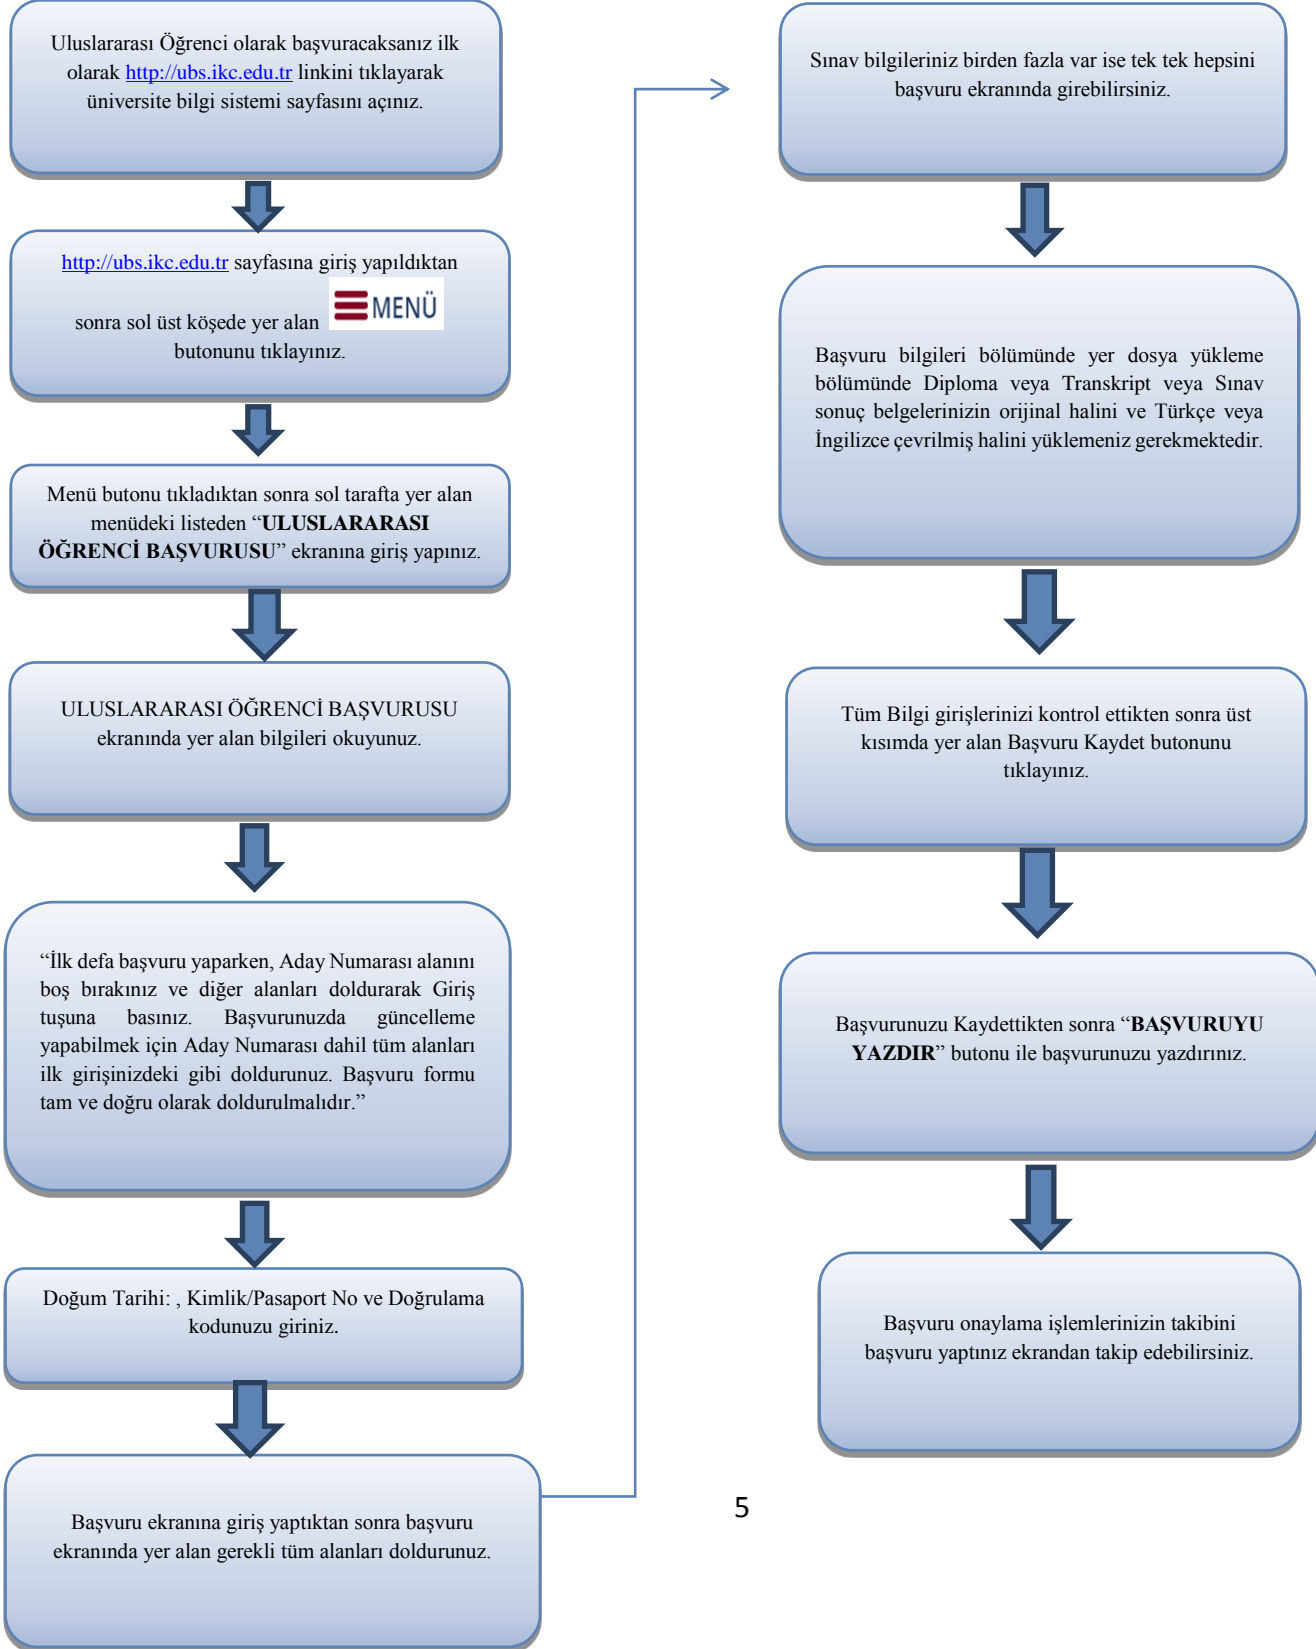 Uluslararası Öğrenci olarak başvuracaksanız ilk
olarak http://ubs.ikc.edu.tr linkini tıklayarak
üniversite bilgi sistemi sayfasını açınız.
http://ubs.ikc.edu.tr sayfasına giriş yapıldıktan
sonra sol üst köşede yer alan MENÜ
butonunu tıklayınız.
Menü butonu tıkladıktan sonra sol tarafta yer alan
menüdeki listeden “ULUSLARARASI
ÖĞRENCİ BAŞVURUSU” ekranına giriş yapınız.
ULUSLARARASI ÖĞRENCİ BAŞVURUSU
ekranında yer alan bilgileri okuyunuz.
“İlk defa başvuru yaparken, Aday Numarası alanını
boş bırakınız ve diğer alanları doldurarak Giriş
tuşuna basınız. Başvurunuzda güncelleme
yapabilmek için Aday Numarası dahil tüm alanları
ilk girişinizdeki gibi doldurunuz. Başvuru formu
tam ve doğru olarak doldurulmalıdır.”
Doğum Tarihi: , Kimlik/Pasaport No ve Doğrulama
kodunuzu giriniz.
Başvuru ekranına giriş yaptıktan sonra başvuru
ekranında yer alan gerekli tüm alanları doldurunuz.
Sınav bilgileriniz birden fazla var ise tek tek hepsini
başvuru ekranında girebilirsiniz.
Başvuru bilgileri bölümünde yer dosya yükleme
bölümünde Diploma veya Transkript veya Sınav
sonuç belgelerinizin orijinal halini ve Türkçe veya
İngilizce çevrilmiş halini yüklemeniz gerekmektedir.
Tüm Bilgi girişlerinizi kontrol ettikten sonra üst
kısımda yer alan Başvuru Kaydet butonunu
tıklayınız.
Başvurunuzu Kaydettikten sonra “BAŞVURUYU
YAZDIR” butonu ile başvurunuzu yazdırınız.
Başvuru onaylama işlemlerinizin takibini
başvuru yaptınız ekrandan takip edebilirsiniz.
5